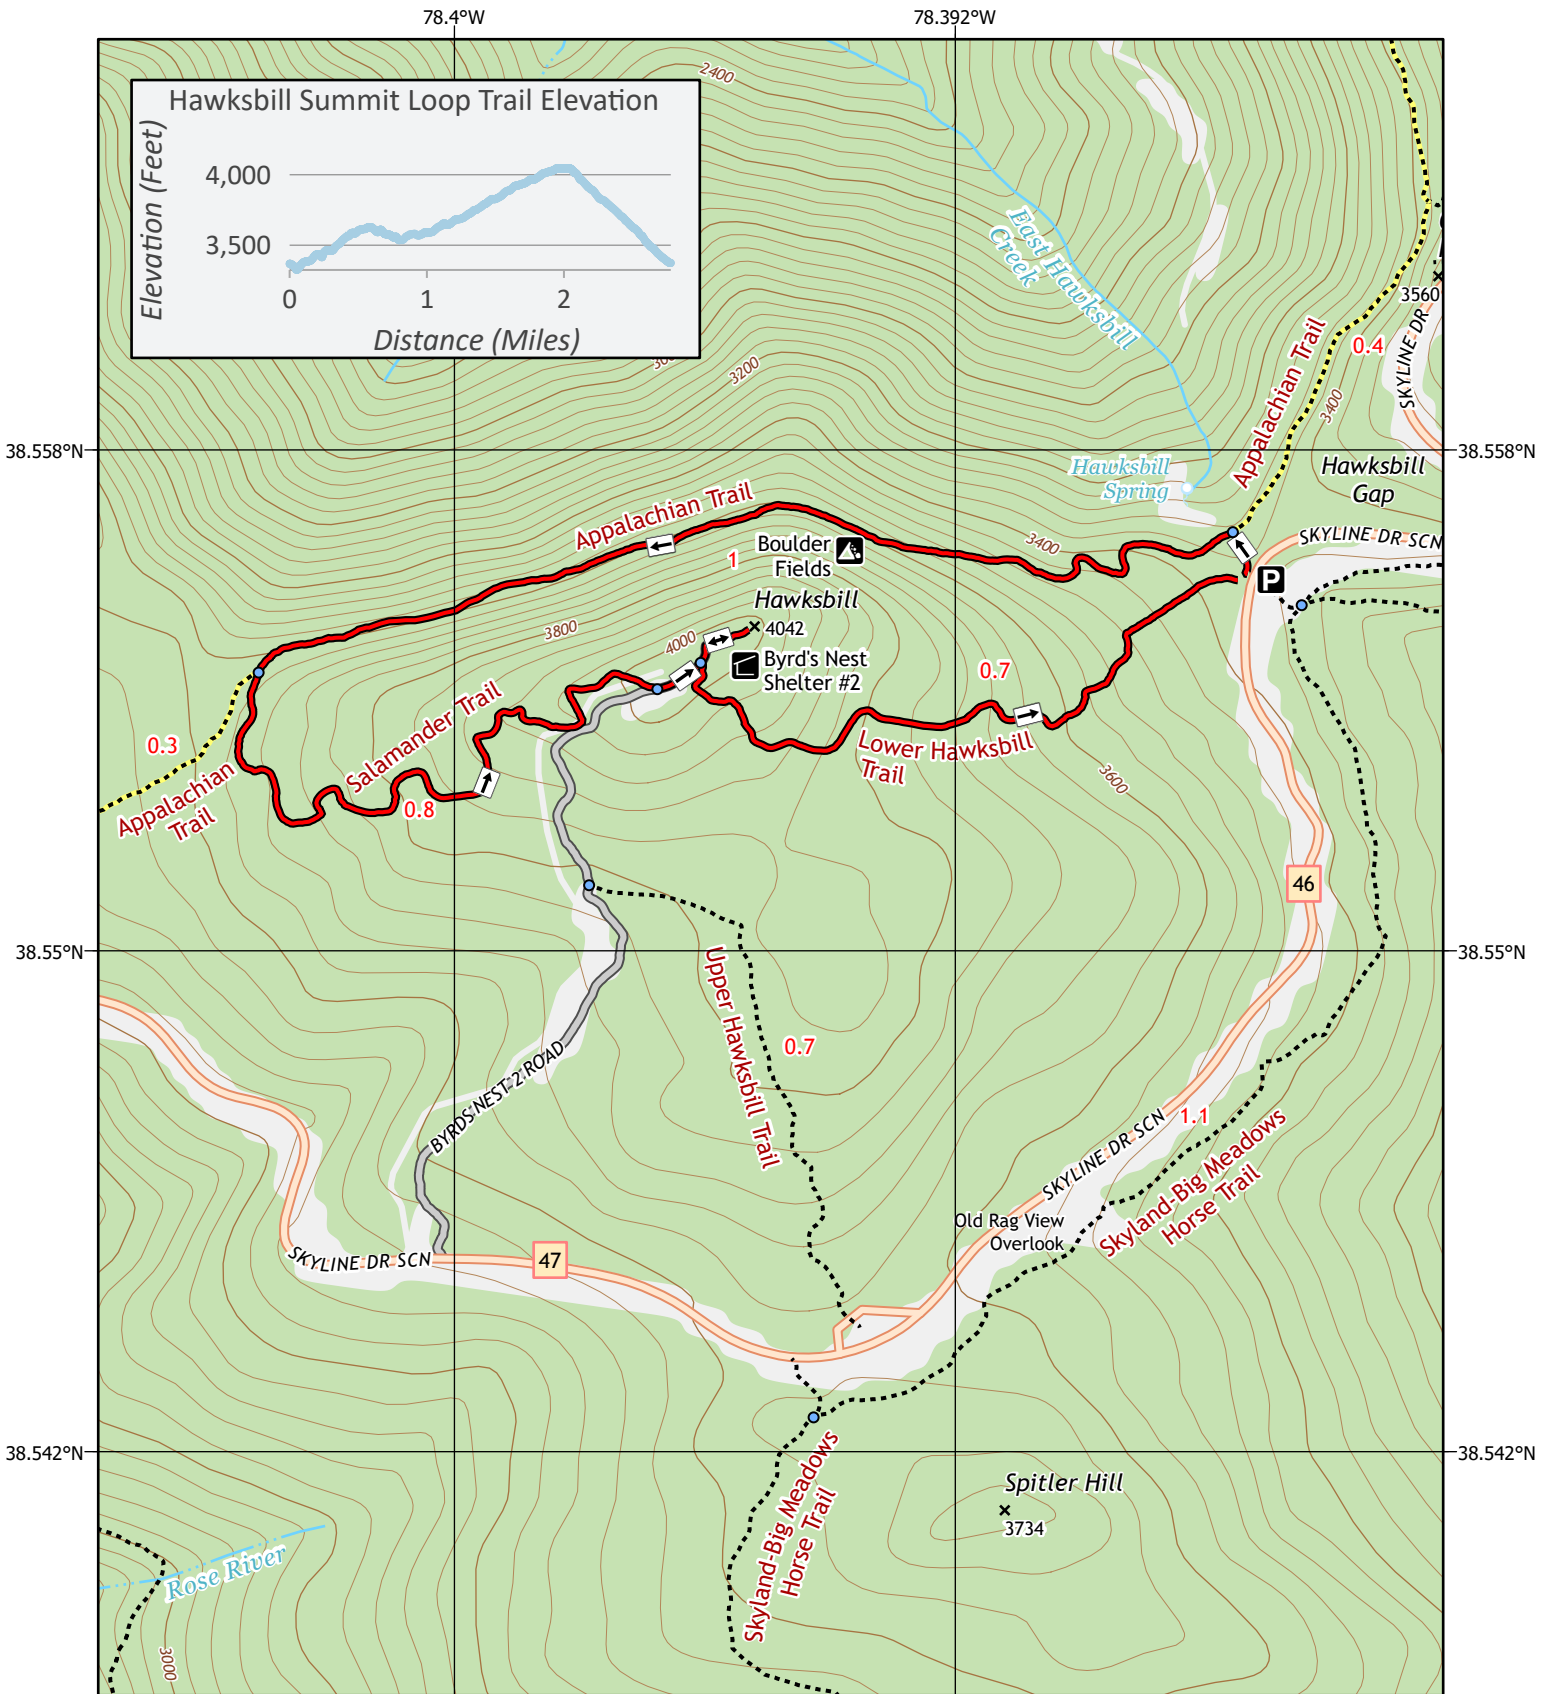 78.4°W
78.392°W
2400
Hawksbill Summit Loop Trail Elevation
Elevation (Feet)
4,000
3,500
0
1
2
Distance (Miles)
East Hawksbill
Creek
3560
SKYLINE DR
0.4
Appalachian Trail
3400
3200
38.558°N
38.558°N
Hawksbill
Spring
Hawksbill
Gap
Appalachian Trail
SKYLINE DR SCN
3400
Boulder
Fields
1
P
Hawksbill
4042
3800
4000
Byrd's Nest
Shelter #2
0.7
Salamander Trail
0.3
Appalachian
Trail
0.8
Lower Hawksbill
Trail
3600
46
38.55°N
38.55°N
Upper Hawksbill Trail
0.7
BYRDS NEST 2 ROAD
1.1
SKYLINE DR SCN
Skyland-Big Meadows
Horse Trail
Old Rag View
Overlook
SKYLINE DR SCN
47
38.542°N
38.542°N
Skyland-Big Meadows
Horse Trail
Spitler Hill
3734
Rose River
3000